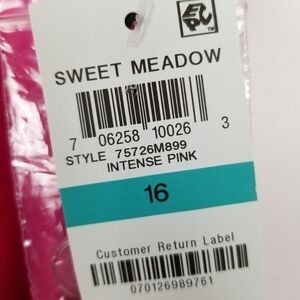 SWEET MEADOW
7 06258 10026 3
STYLE 75726M899
INTENSE PINK
16
Customer Return Label
070126989761